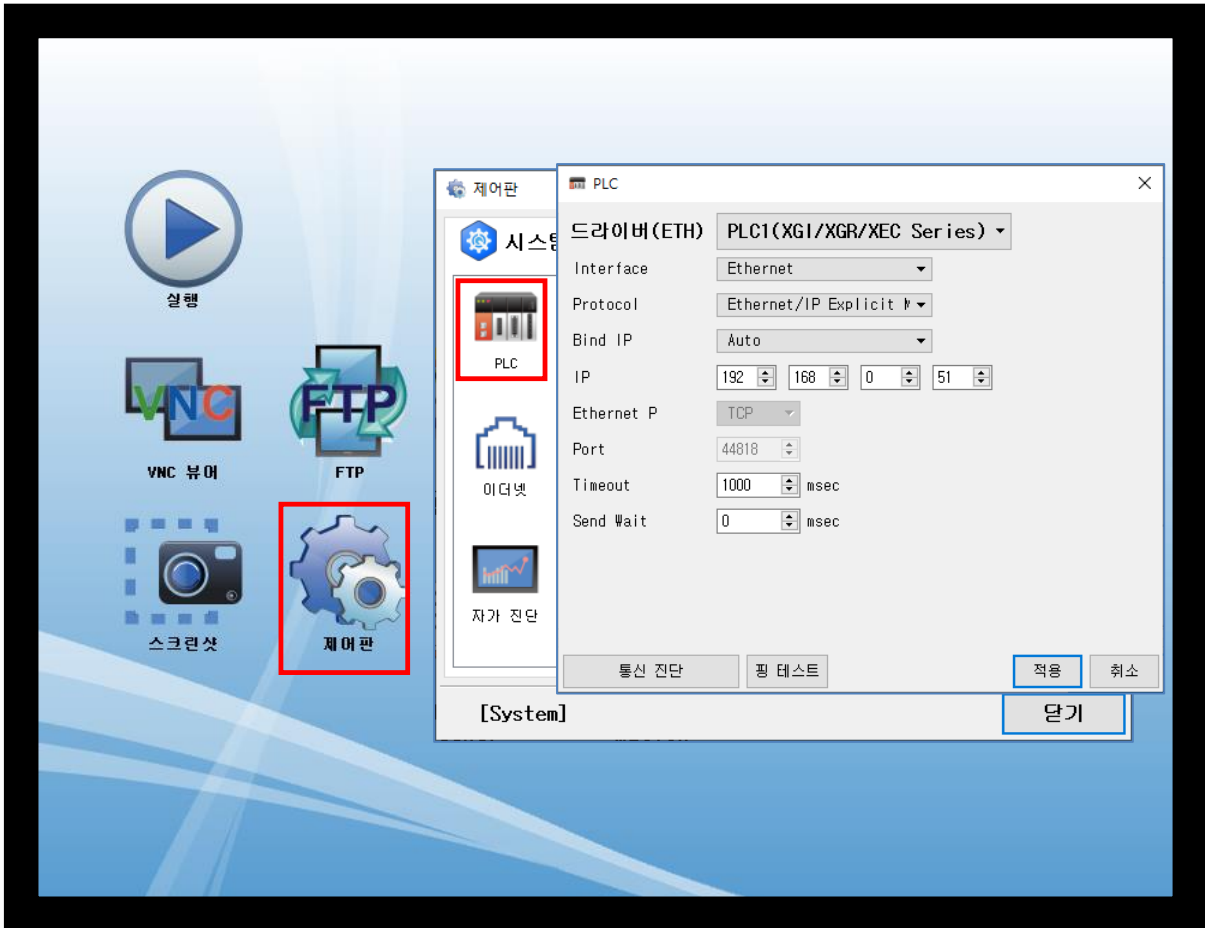 실행
VNC
VNC 뷰어
FTP
FTP
스크린샷
제어판
제어판
시스템
PLC
이더넷
자가 진단
[System]
닫기
PLC
드라이버(ETH) PLC1(XGI/XGR/XEC Series)
Interface Ethernet
Protocol Ethernet/IP Explicit
Bind IP Auto
IP 192 168 0 51
Ethernet P TCP
Port 44818
Timeout 1000 msec
Send Wait 0 msec
통신 진단 핑 테스트 적용 취소